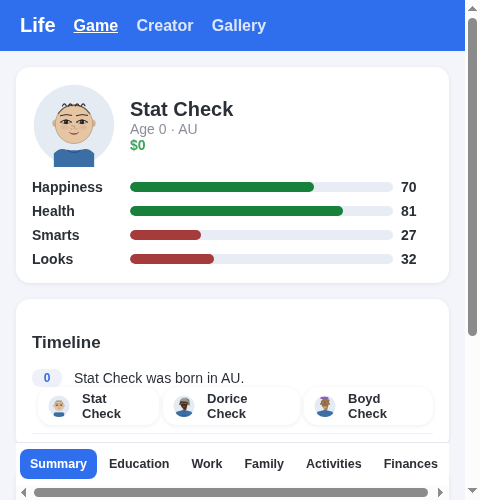 Life Game Creator Gallery
Stat Check
Age 0 · AU
$0
Happiness 70
Health 81
Smarts 27
Looks 32
Timeline
0 Stat Check was born in AU.
Stat Dorice Boyd
Check Check Check
Summary Education Work Family Activities Finances